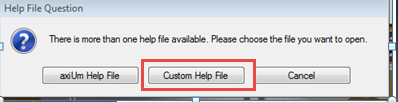 Help File Question
There is more than one help file available. Please choose the file you want to open.
axiUm Help File
Custom Help File
Cancel